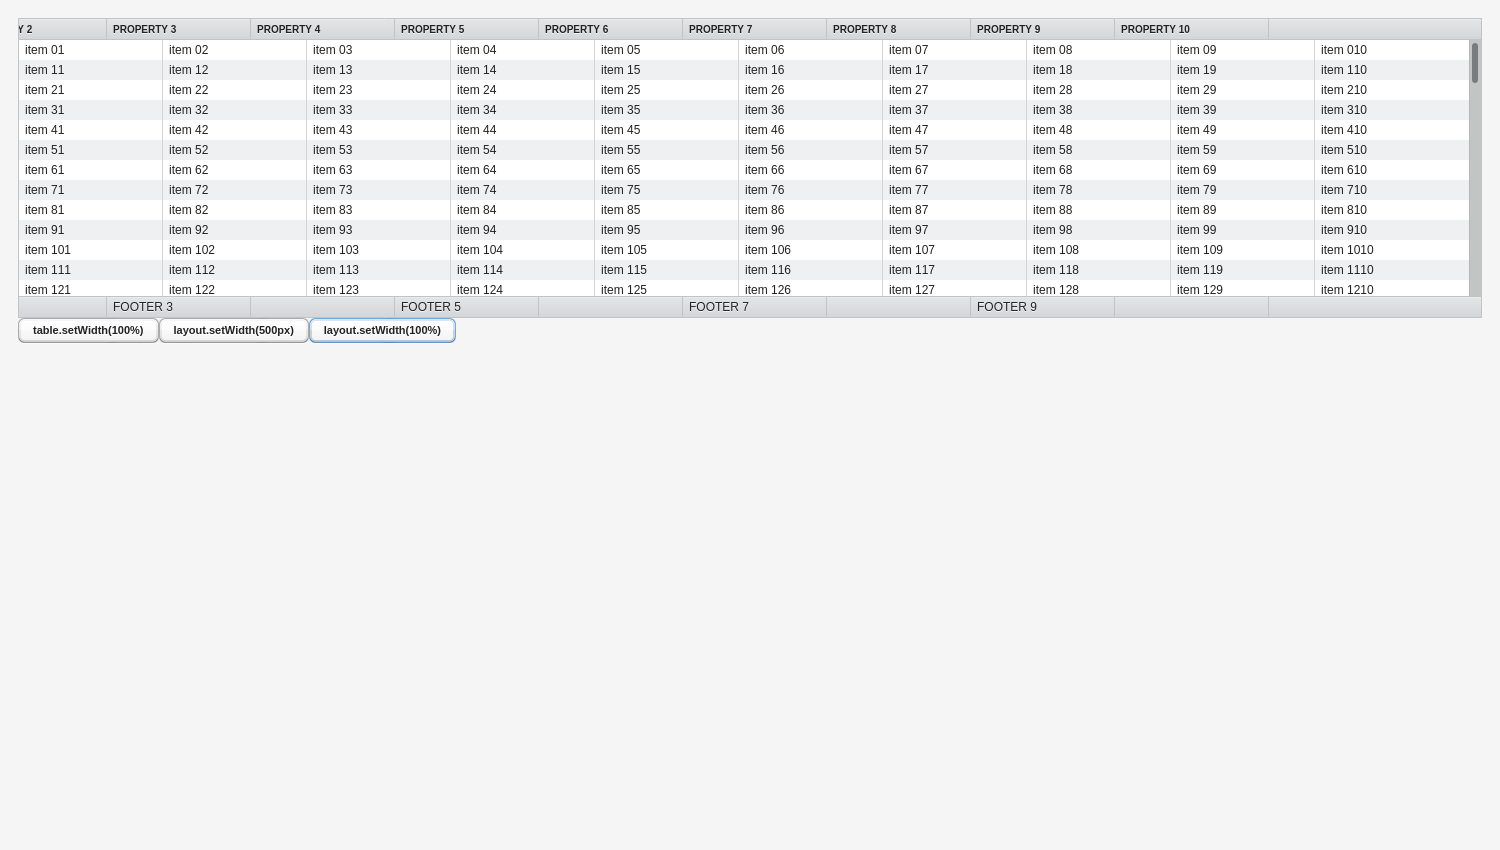 Y 2 PROPERTY 3 PROPERTY 4 PROPERTY 5 PROPERTY 6 PROPERTY 7 PROPERTY 8 PROPERTY 9 PROPERTY 10
item 01 item 02 item 03 item 04 item 05 item 06 item 07 item 08 item 09 item 010
item 11 item 12 item 13 item 14 item 15 item 16 item 17 item 18 item 19 item 110
item 21 item 22 item 23 item 24 item 25 item 26 item 27 item 28 item 29 item 210
item 31 item 32 item 33 item 34 item 35 item 36 item 37 item 38 item 39 item 310
item 41 item 42 item 43 item 44 item 45 item 46 item 47 item 48 item 49 item 410
item 51 item 52 item 53 item 54 item 55 item 56 item 57 item 58 item 59 item 510
item 61 item 62 item 63 item 64 item 65 item 66 item 67 item 68 item 69 item 610
item 71 item 72 item 73 item 74 item 75 item 76 item 77 item 78 item 79 item 710
item 81 item 82 item 83 item 84 item 85 item 86 item 87 item 88 item 89 item 810
item 91 item 92 item 93 item 94 item 95 item 96 item 97 item 98 item 99 item 910
item 101 item 102 item 103 item 104 item 105 item 106 item 107 item 108 item 109 item 1010
item 111 item 112 item 113 item 114 item 115 item 116 item 117 item 118 item 119 item 1110
item 121 item 122 item 123 item 124 item 125 item 126 item 127 item 128 item 129 item 1210
FOOTER 3 FOOTER 5 FOOTER 7 FOOTER 9
table.setWidth(100%) layout.setWidth(500px) layout.setWidth(100%)